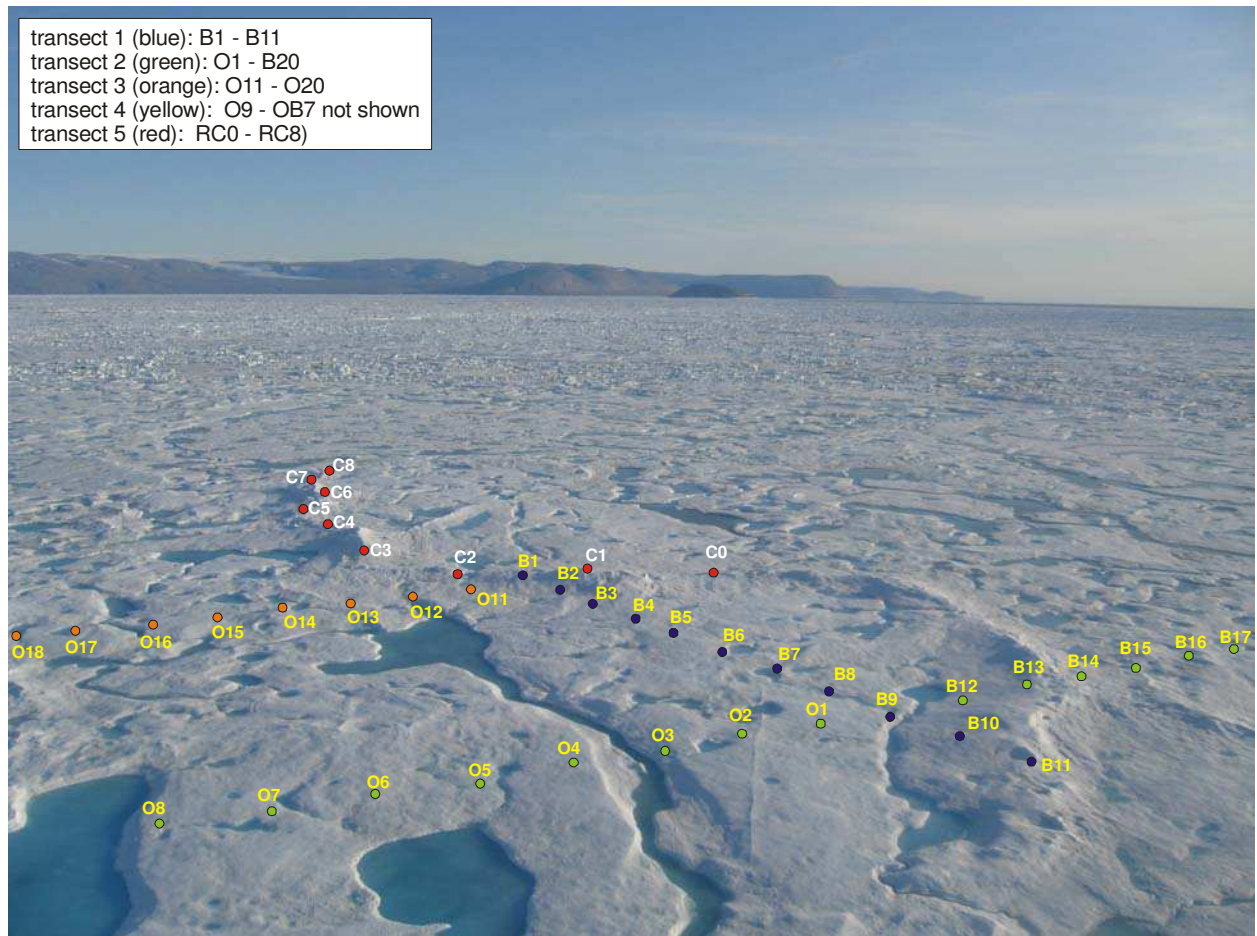 transect 1 (blue): B1 - B11
transect 2 (green): O1 - B20
transect 3 (orange): O11 - O20
transect 4 (yellow): O9 - OB7 not shown
transect 5 (red): RC0 - RC8)
C8
C7
C6
C5
C4
C3
C2
C1
C0
B1
B2
B3
B4
B5
B6
B7
B8
B9
B10
B11
B12
B13
B14
B15
B16
B17
O11
O12
O13
O14
O15
O16
O17
O18
O1
O2
O3
O4
O5
O6
O7
O8